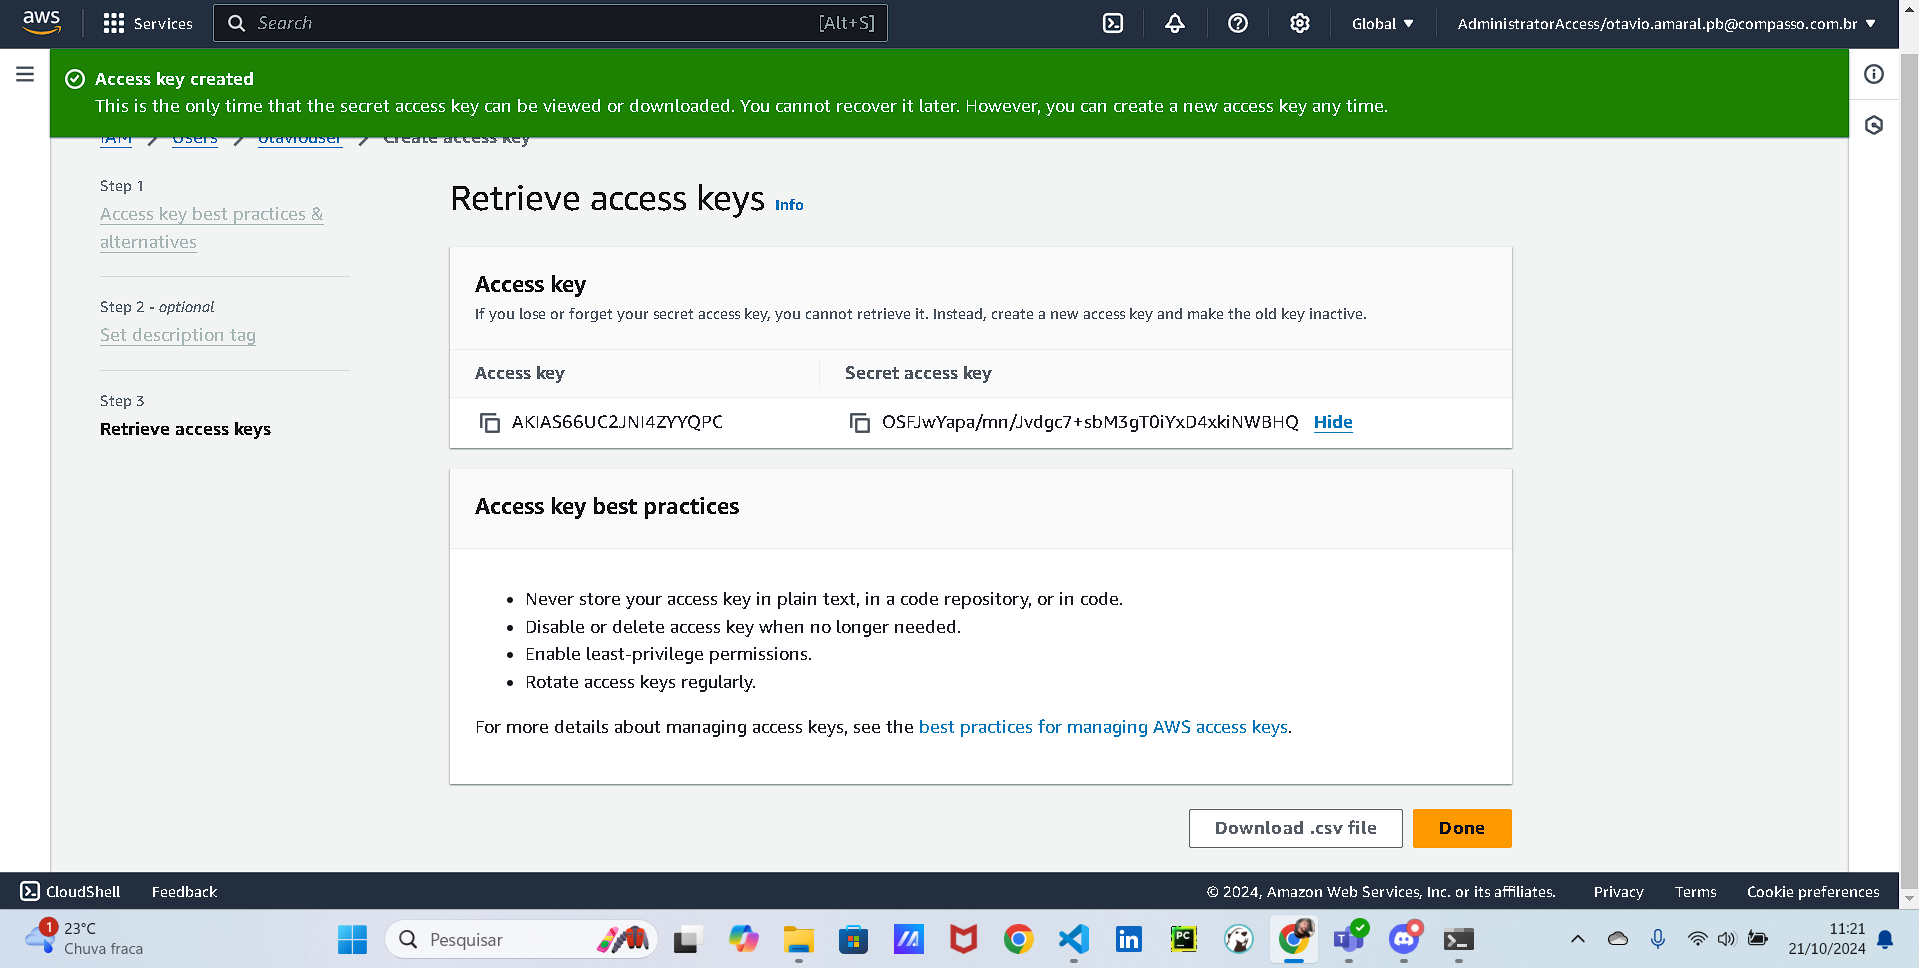 aws
Services
Search
[Alt+S]
Global
AdministratorAccess/otavio.amaral.pb@compasso.com.br
Access key created
This is the only time that the secret access key can be viewed or downloaded. You cannot recover it later. However, you can create a new access key any time.
IAM
Users
otaviouser
Create access key
Step 1
Access key best practices &
alternatives
Step 2 - optional
Set description tag
Step 3
Retrieve access keys
Retrieve access keys Info
Access key
If you lose or forget your secret access key, you cannot retrieve it. Instead, create a new access key and make the old key inactive.
Access key
Secret access key
AKIAS66UC2JNI4ZYYQPC
OSFJwYapa/mn/Jvdgc7+sbM3gT0iYxD4xkiNWBHQ
Hide
Access key best practices
• Never store your access key in plain text, in a code repository, or in code.
• Disable or delete access key when no longer needed.
• Enable least-privilege permissions.
• Rotate access keys regularly.
For more details about managing access keys, see the best practices for managing AWS access keys.
Download .csv file
Done
CloudShell
Feedback
© 2024, Amazon Web Services, Inc. or its affiliates.
Privacy
Terms
Cookie preferences
1
23°C
Chuva fraca
Pesquisar
in
PC
11:21
21/10/2024